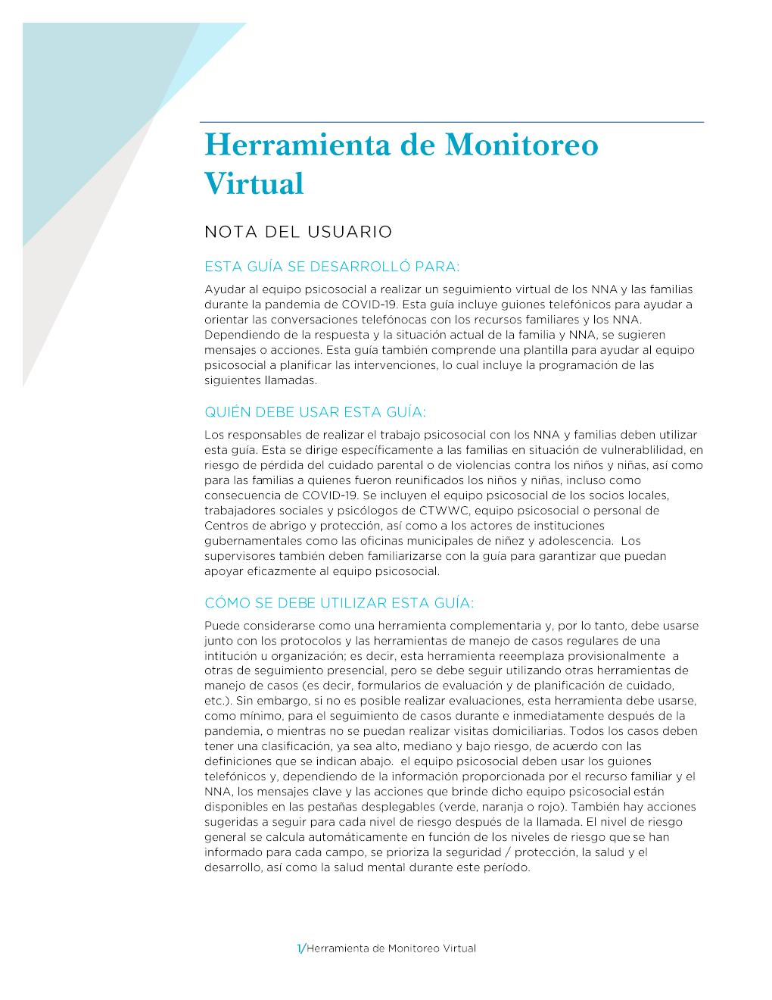 Herramienta de Monitoreo
Virtual
NOTA DEL USUARIO
ESTA GUÍA SE DESARROLLÓ PARA:
Ayudar al equipo psicosocial a realizar un seguimiento virtual de los NNA y las familias
durante la pandemia de COVID-19. Esta guía incluye guiones telefónicos para ayudar a
orientar las conversaciones telefónocas con los recursos familiares y los NNA.
Dependiendo de la respuesta y la situación actual de la familia y NNA, se sugieren
mensajes o acciones. Esta guía también comprende una plantilla para ayudar al equipo
psicosocial a planificar las intervenciones, lo cual incluye la programación de las
siguientes llamadas.
QUIÉN DEBE USAR ESTA GUÍA:
Los responsables de realizar el trabajo psicosocial con los NNA y familias deben utilizar
esta guía. Esta se dirige específicamente a las familias en situación de vulnerablilidad, en
riesgo de pérdida del cuidado parental o de violencias contra los niños y niñas, así como
para las familias a quienes fueron reunificados los niños y niñas, incluso como
consecuencia de COVID-19. Se incluyen el equipo psicosocial de los socios locales,
trabajadores sociales y psicólogos de CTWWC, equipo psicosocial o personal de
Centros de abrigo y protección, así como a los actores de instituciones
gubernamentales como las oficinas municipales de niñez y adolescencia.  Los
supervisores también deben familiarizarse con la guía para garantizar que puedan
apoyar eficazmente al equipo psicosocial.
CÓMO SE DEBE UTILIZAR ESTA GUÍA:
Puede considerarse como una herramienta complementaria y, por lo tanto, debe usarse
junto con los protocolos y las herramientas de manejo de casos regulares de una
intitución u organización; es decir, esta herramienta reeemplaza provisionalmente  a
otras de seguimiento presencial, pero se debe seguir utilizando otras herramientas de
manejo de casos (es decir, formularios de evaluación y de planificación de cuidado,
etc.). Sin embargo, si no es posible realizar evaluaciones, esta herramienta debe usarse,
como mínimo, para el seguimiento de casos durante e inmediatamente después de la
pandemia, o mientras no se puedan realizar visitas domiciliarias. Todos los casos deben
tener una clasificación, ya sea alto, mediano y bajo riesgo, de acuerdo con las
definiciones que se indican abajo.  el equipo psicosocial deben usar los guiones
telefónicos y, dependiendo de la información proporcionada por el recurso familiar y el
NNA, los mensajes clave y las acciones que brinde dicho equipo psicosocial están
disponibles en las pestañas desplegables (verde, naranja o rojo). También hay acciones
sugeridas a seguir para cada nivel de riesgo después de la llamada. El nivel de riesgo
general se calcula automáticamente en función de los niveles de riesgo que se han
informado para cada campo, se prioriza la seguridad / protección, la salud y el
desarrollo, así como la salud mental durante este período.
1/Herramienta de Monitoreo Virtual